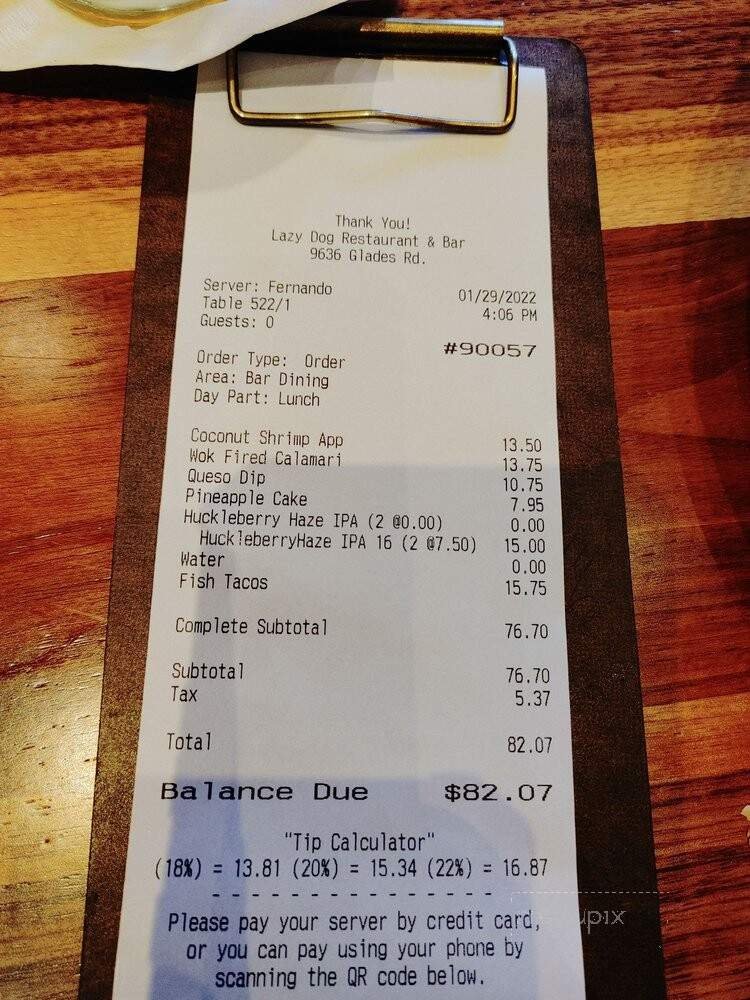 Thank You!
Lazy Dog Restaurant & Bar
9636 Glades Rd.
Server: Fernando 01/29/2022
Table 522/1 4:06 PM
Guests: 0
#90057
Order Type: Order
Area: Bar Dining
Day Part: Lunch
Coconut Shrimp App 13.50
Wok Fired Calamari 13.75
Queso Dip 10.75
Pineapple Cake 7.95
Huckleberry Haze IPA (2 @0.00) 0.00
HuckleberryHaze IPA 16 (2 @7.50) 15.00
Water 0.00
Fish Tacos 15.75
Complete Subtotal 76.70
Subtotal 76.70
Tax 5.37
Total 82.07
Balance Due $82.07
"Tip Calculator"
(18%) = 13.81 (20%) = 15.34 (22%) = 16.87
- - - - - - - - - - - - - - -
Please pay your server by credit card,
or you can pay using your phone by
scanning the QR code below.